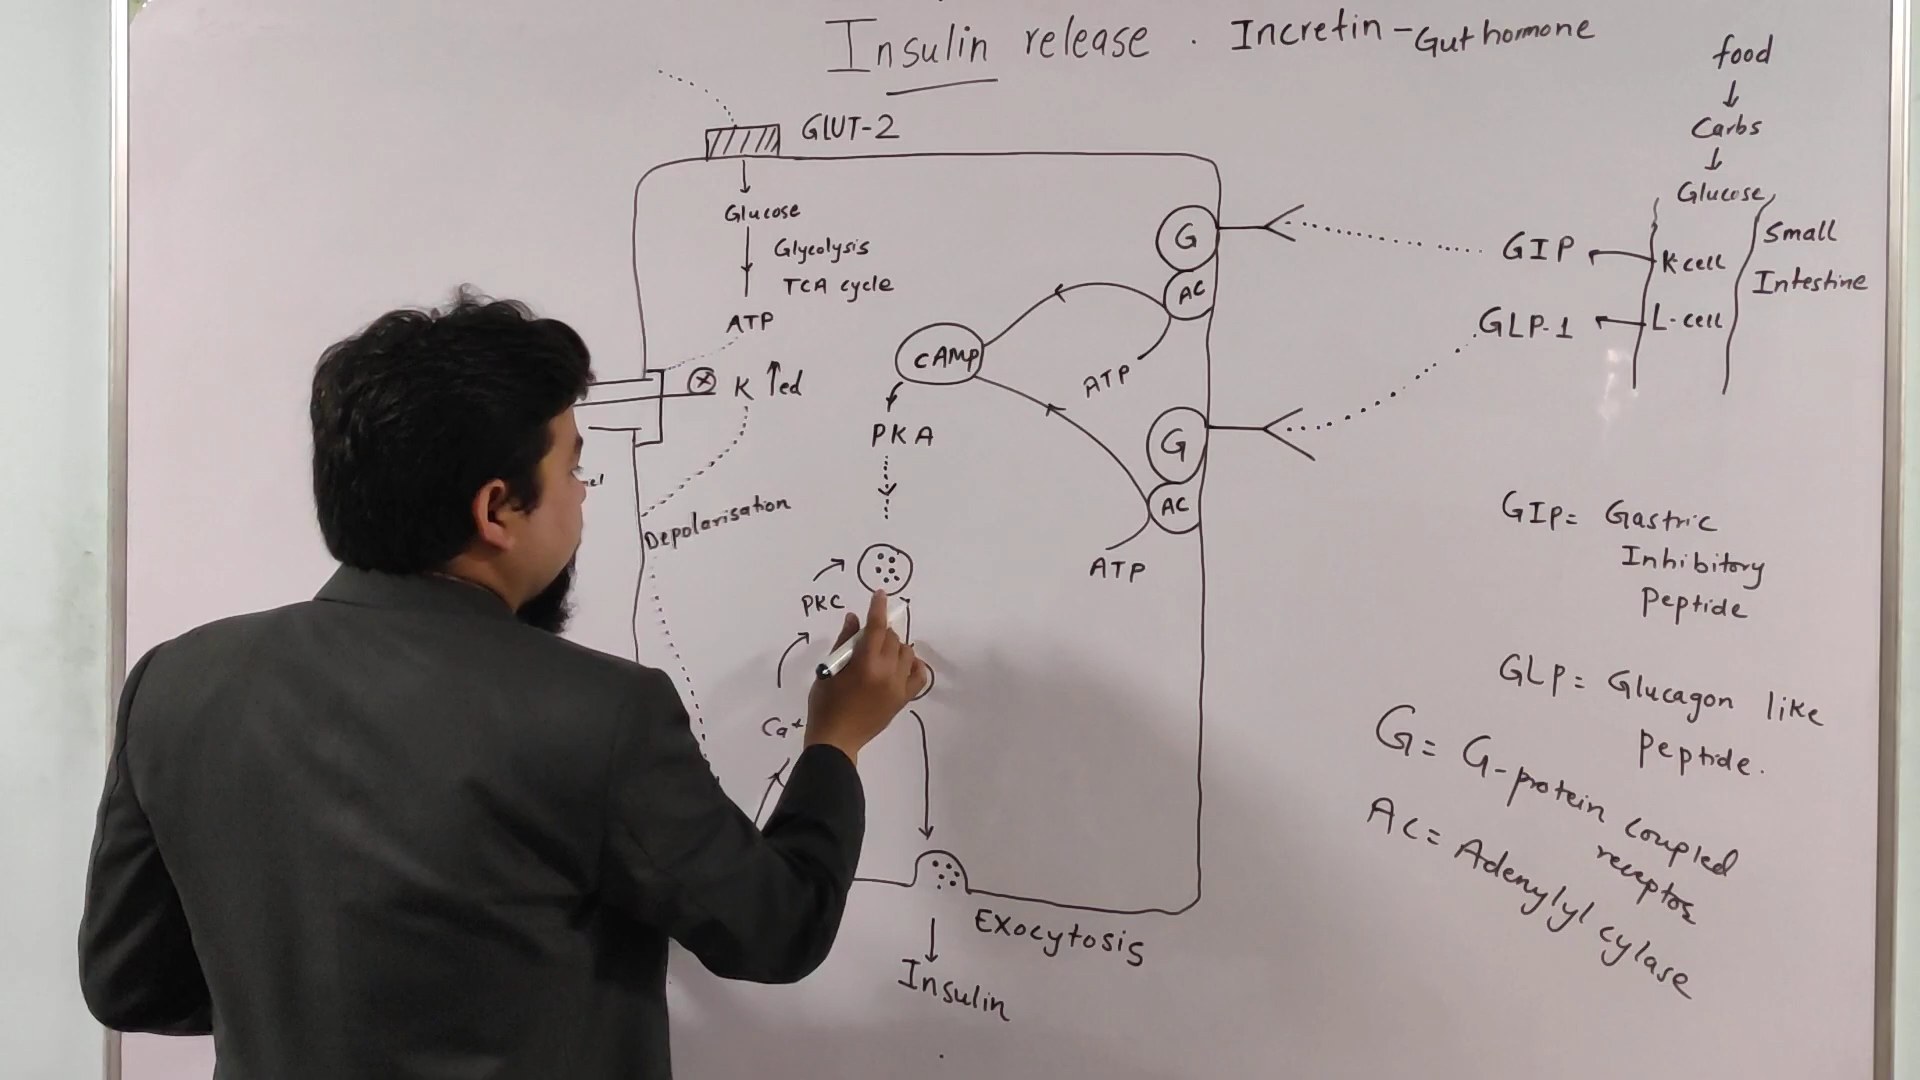 Insulin release . Incretin - Gut hormone
food
Carbs
Glucose
Small
Intestine
K-cell
L-cell
GIP
GLP-1
GLUT-2
Glucose
Glycolysis
TCA cycle
ATP
K ↑ed
Depolarisation
G
AC
ATP
cAMP
PKA
G
AC
ATP
PKC
Ca+
Exocytosis
Insulin
GIP = Gastric
Inhibitory
Peptide
GLP = Glucagon like
peptide.
G = G-protein coupled
receptor
AC = Adenylyl cylase